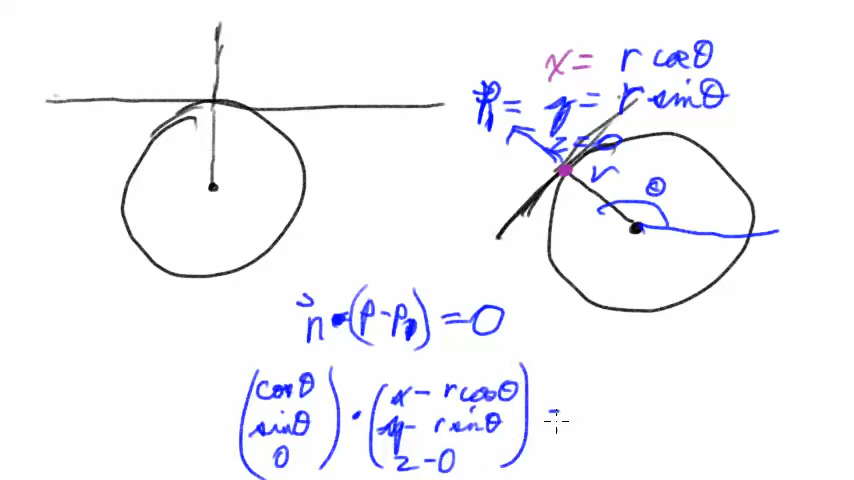 x = r cosθ
P₁ = y = r sinθ
z = 0
r
θ
n⃗ • (P - P₁) = 0
(cosθ sinθ 0) • (x - r cosθ y - r sinθ z - 0) =